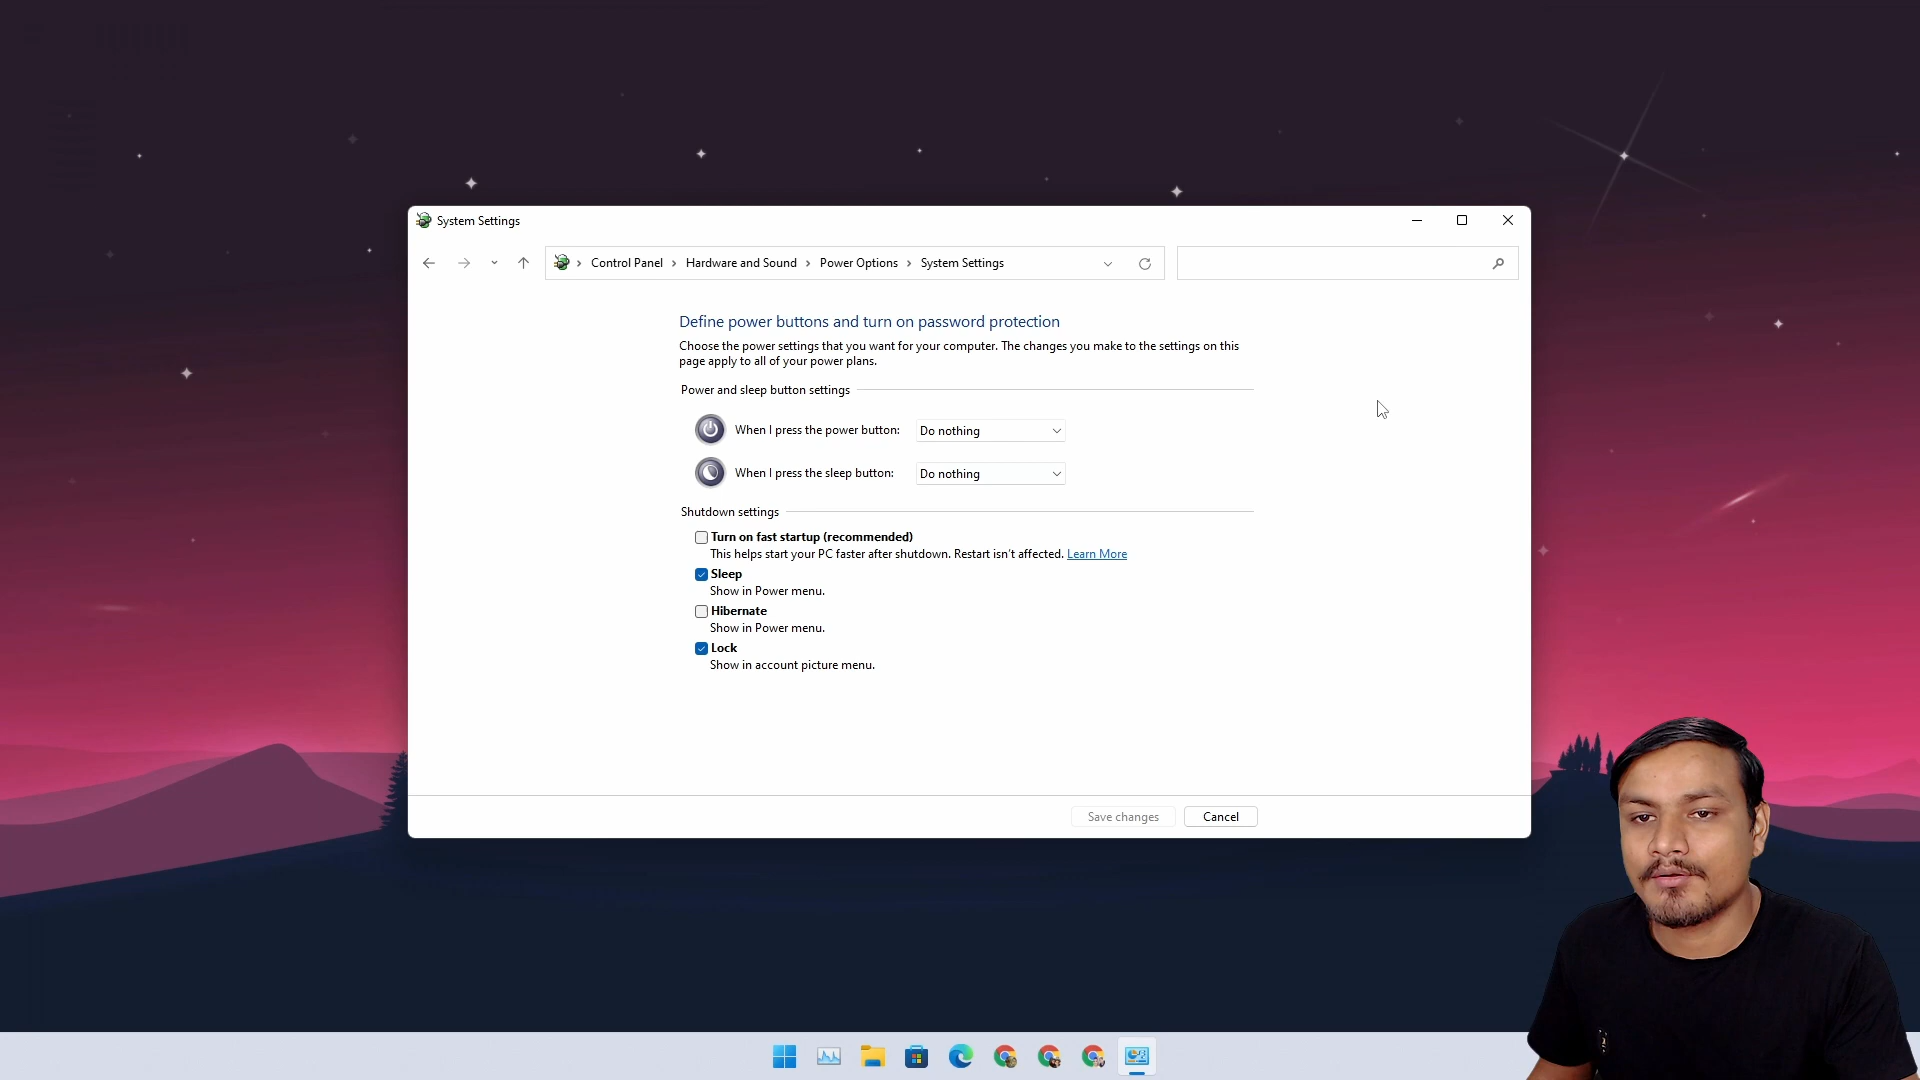 System Settings
Control Panel > Hardware and Sound > Power Options > System Settings
Define power buttons and turn on password protection
Choose the power settings that you want for your computer. The changes you make to the settings on this
page apply to all of your power plans.
Power and sleep button settings
When I press the power button: Do nothing
When I press the sleep button: Do nothing
Shutdown settings
Turn on fast startup (recommended)
This helps start your PC faster after shutdown. Restart isn't affected. Learn More
Sleep
Show in Power menu.
Hibernate
Show in Power menu.
Lock
Show in account picture menu.
Save changes Cancel